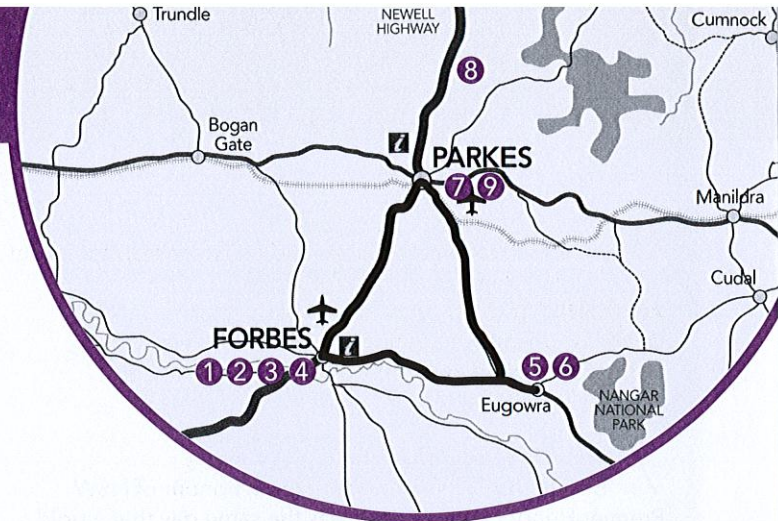 Trundle
NEWELL
HIGHWAY
Cumnock
8
Bogan
Gate
i
PARKES
7 9
Manildra
Cudal
FORBES
i
1 2 3 4
5 6
Eugowra
NANGAR
NATIONAL
PARK